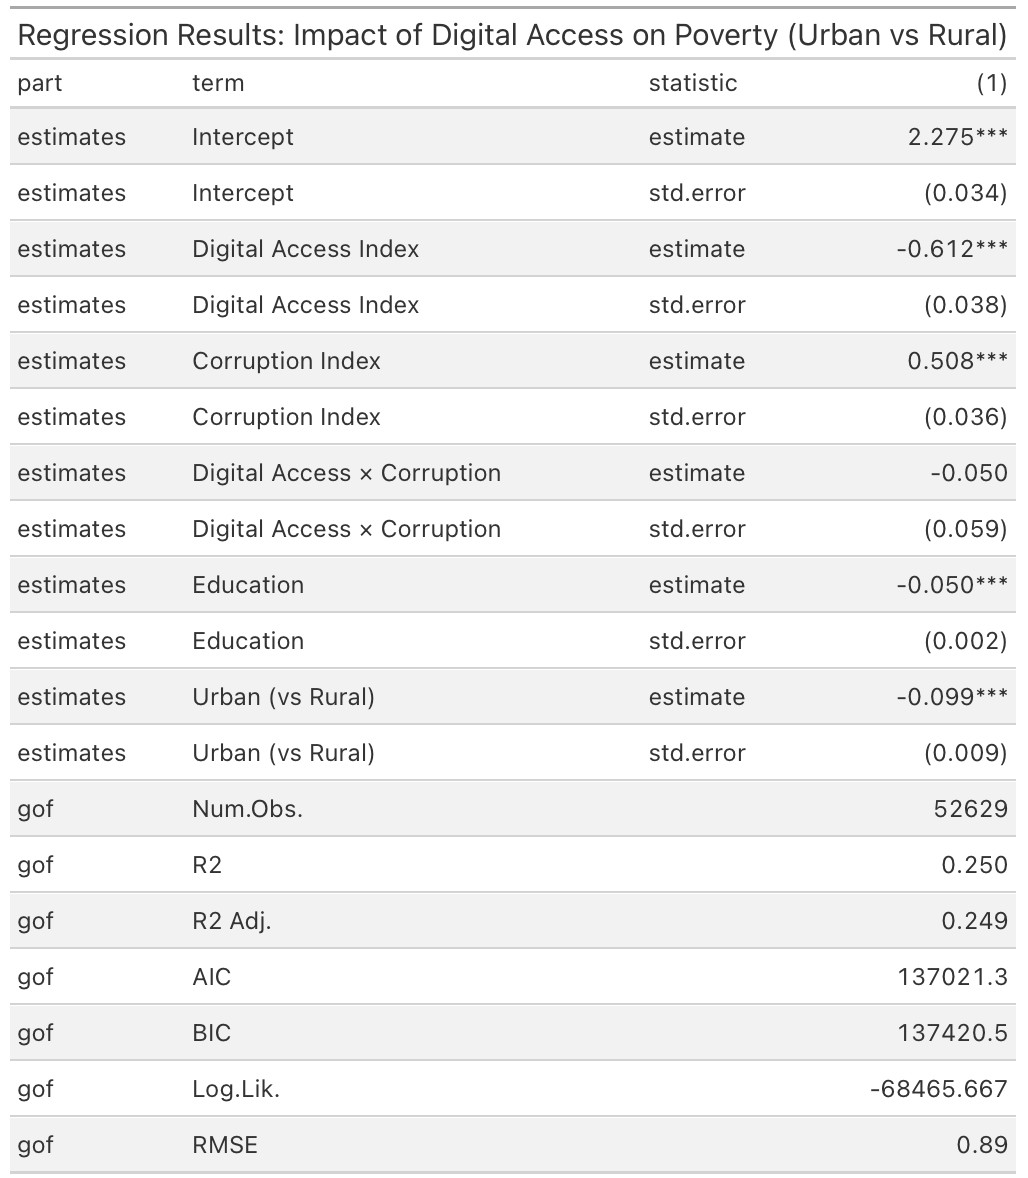 Regression Results: Impact of Digital Access on Poverty (Urban vs Rural)
part term statistic (1)
estimates Intercept estimate 2.275***
estimates Intercept std.error (0.034)
estimates Digital Access Index estimate -0.612***
estimates Digital Access Index std.error (0.038)
estimates Corruption Index estimate 0.508***
estimates Corruption Index std.error (0.036)
estimates Digital Access × Corruption estimate -0.050
estimates Digital Access × Corruption std.error (0.059)
estimates Education estimate -0.050***
estimates Education std.error (0.002)
estimates Urban (vs Rural) estimate -0.099***
estimates Urban (vs Rural) std.error (0.009)
gof Num.Obs. 52629
gof R2 0.250
gof R2 Adj. 0.249
gof AIC 137021.3
gof BIC 137420.5
gof Log.Lik. -68465.667
gof RMSE 0.89